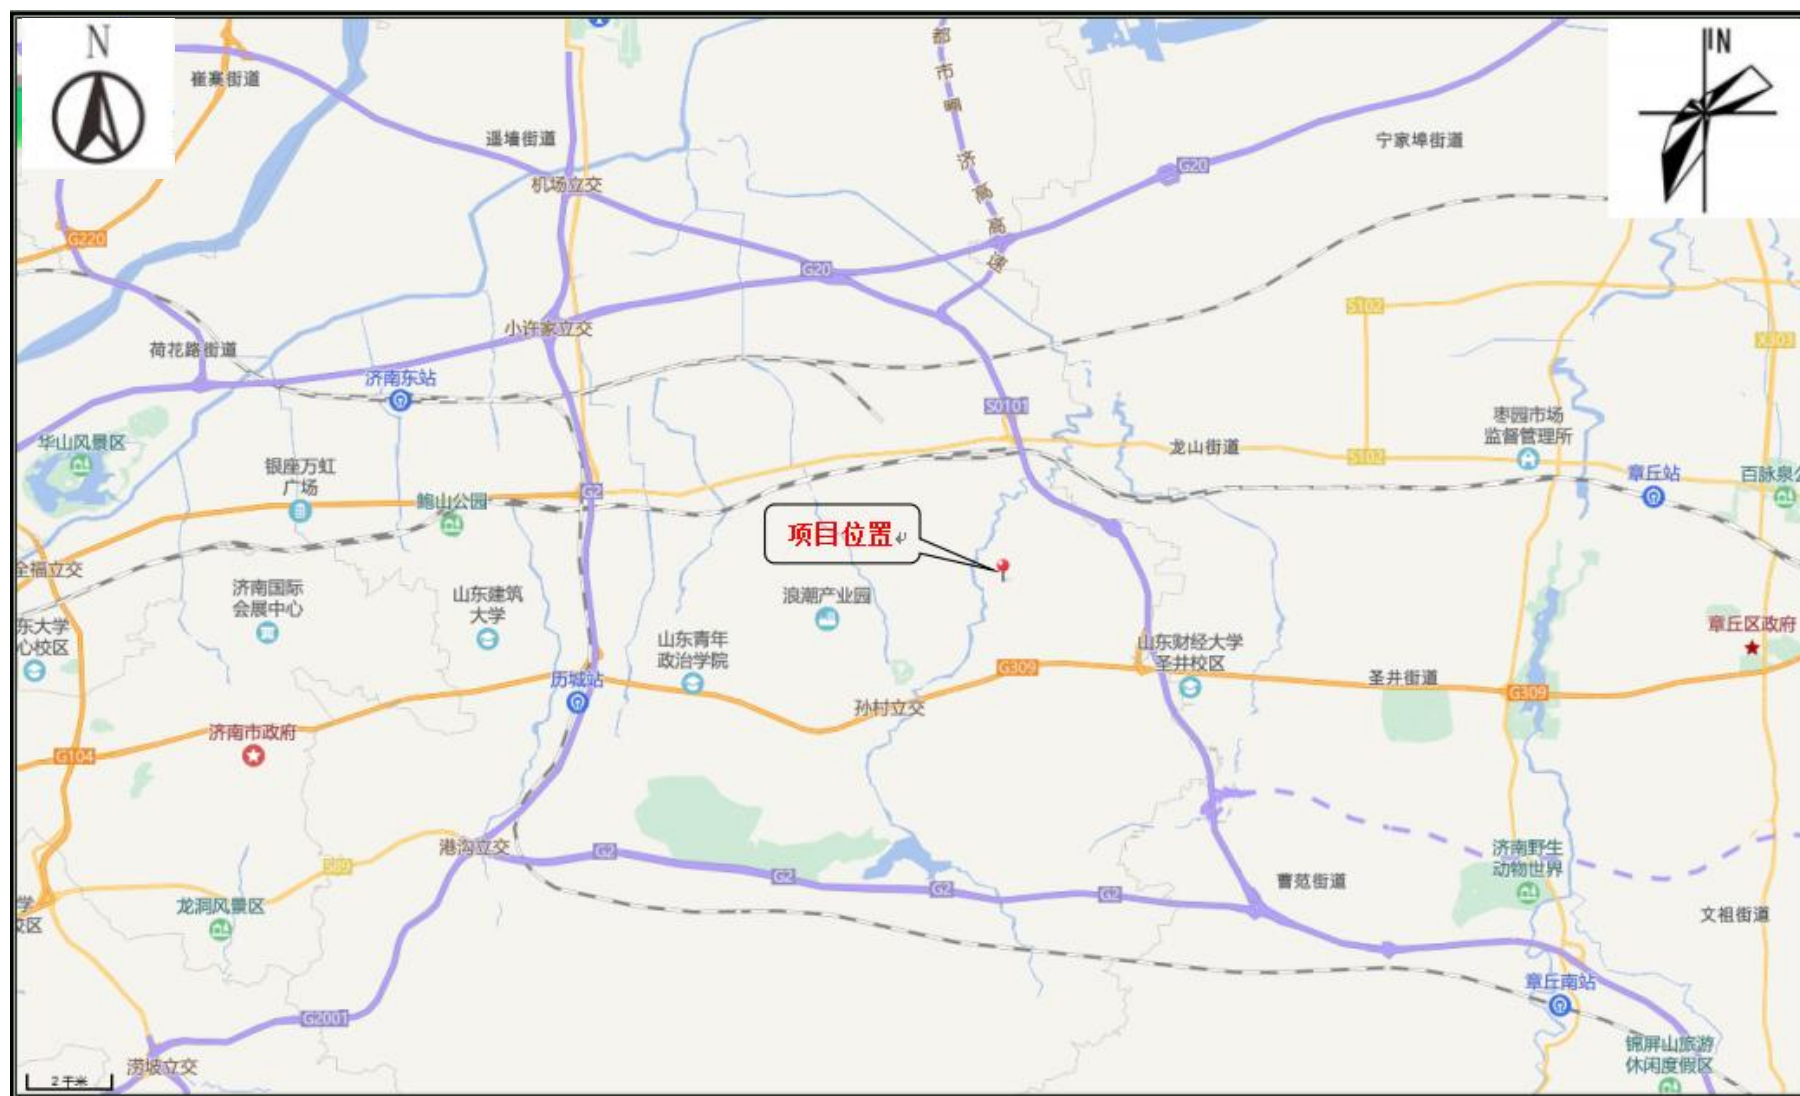 N
N
崔寨街道
都
市
圈
济
高
高
速
遥墙街道
宁家埠街道
机场立交
G20
G220
G20
S102
小许家立交
荷花路街道
X303
济南东站
S0101
华山风景区
枣园市场
监督管理所
龙山街道
S102
银座万虹
广场
章丘站
百脉泉公
鲍山公园
G2
项目位置
全福立交
济南国际
会展中心
山东建筑
大学
浪潮产业园
东大学
心校区
山东青年
政治学院
山东财经大学
圣井校区
章丘区政府
G309
历城站
圣井街道
G309
孙村立交
济南市政府
G104
港沟立交
G2
S09
G2
G2
G2
济南野生
动物世界
曹范街道
学
校区
龙洞风景区
文祖街道
章丘南站
G2001
锦屏山旅游
休闲度假区
涝坡立交
2 千米